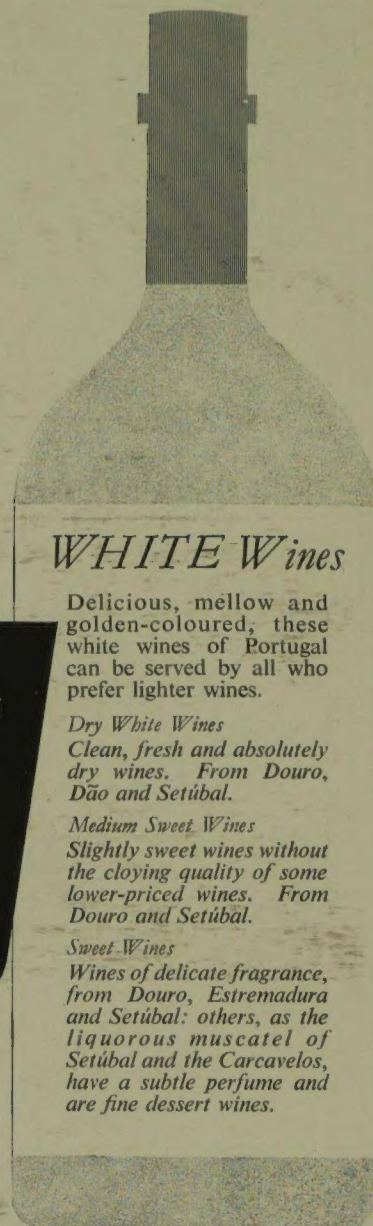 WHITE Wines
Delicious, mellow and
golden-coloured, these
white wines of Portugal
can be served by all who
prefer lighter wines.
Dry White Wines
Clean, fresh and absolutely
dry wines. From Douro,
Dão and Setúbal.
Medium Sweet Wines
Slightly sweet wines without
the cloying quality of some
lower-priced wines. From
Douro and Setúbal.
Sweet Wines
Wines of delicate fragrance,
from Douro, Estremadura
and Setúbal: others, as the
liquorous muscatel of
Setúbal and the Carcavelos,
have a subtle perfume and
are fine dessert wines.